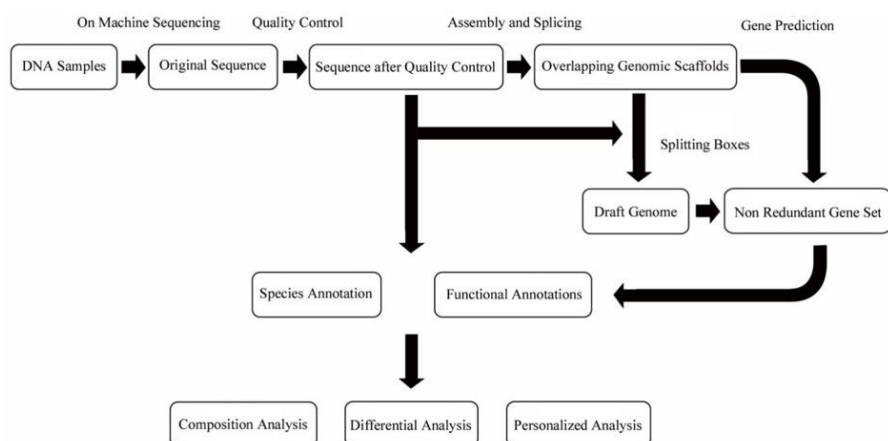 On Machine Sequencing
Quality Control
Assembly and Splicing
Gene Prediction
DNA Samples
Original Sequence
Sequence after Quality Control
Overlapping Genomic Scaffolds
Splitting Boxes
Draft Genome
Non Redundant Gene Set
Species Annotation
Functional Annotations
Composition Analysis
Differential Analysis
Personalized Analysis